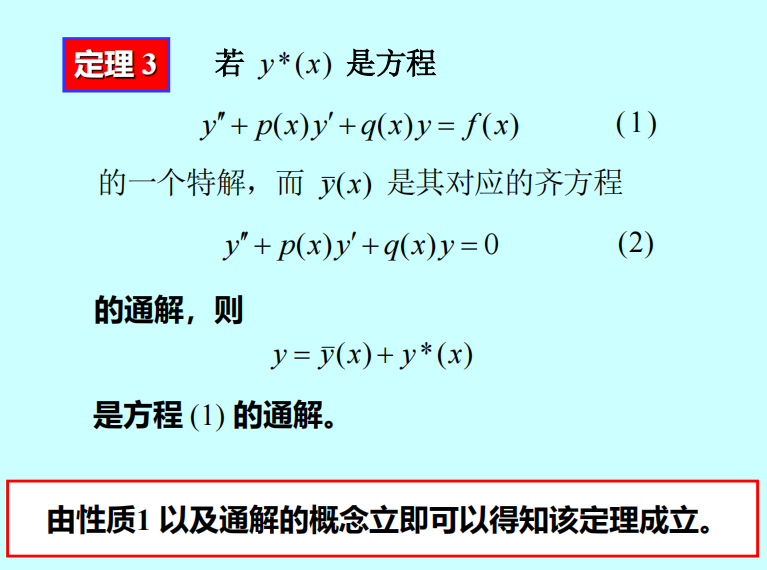 定理 3 若 y*(x) 是方程
y″ + p(x)y′ + q(x)y = f(x) (1)
的一个特解，而 ȳ(x) 是其对应的齐方程
y″ + p(x)y′ + q(x)y = 0 (2)
的通解，则
y = ȳ(x) + y*(x)
是方程 (1) 的通解。
由性质1 以及通解的概念立即可以得知该定理成立。